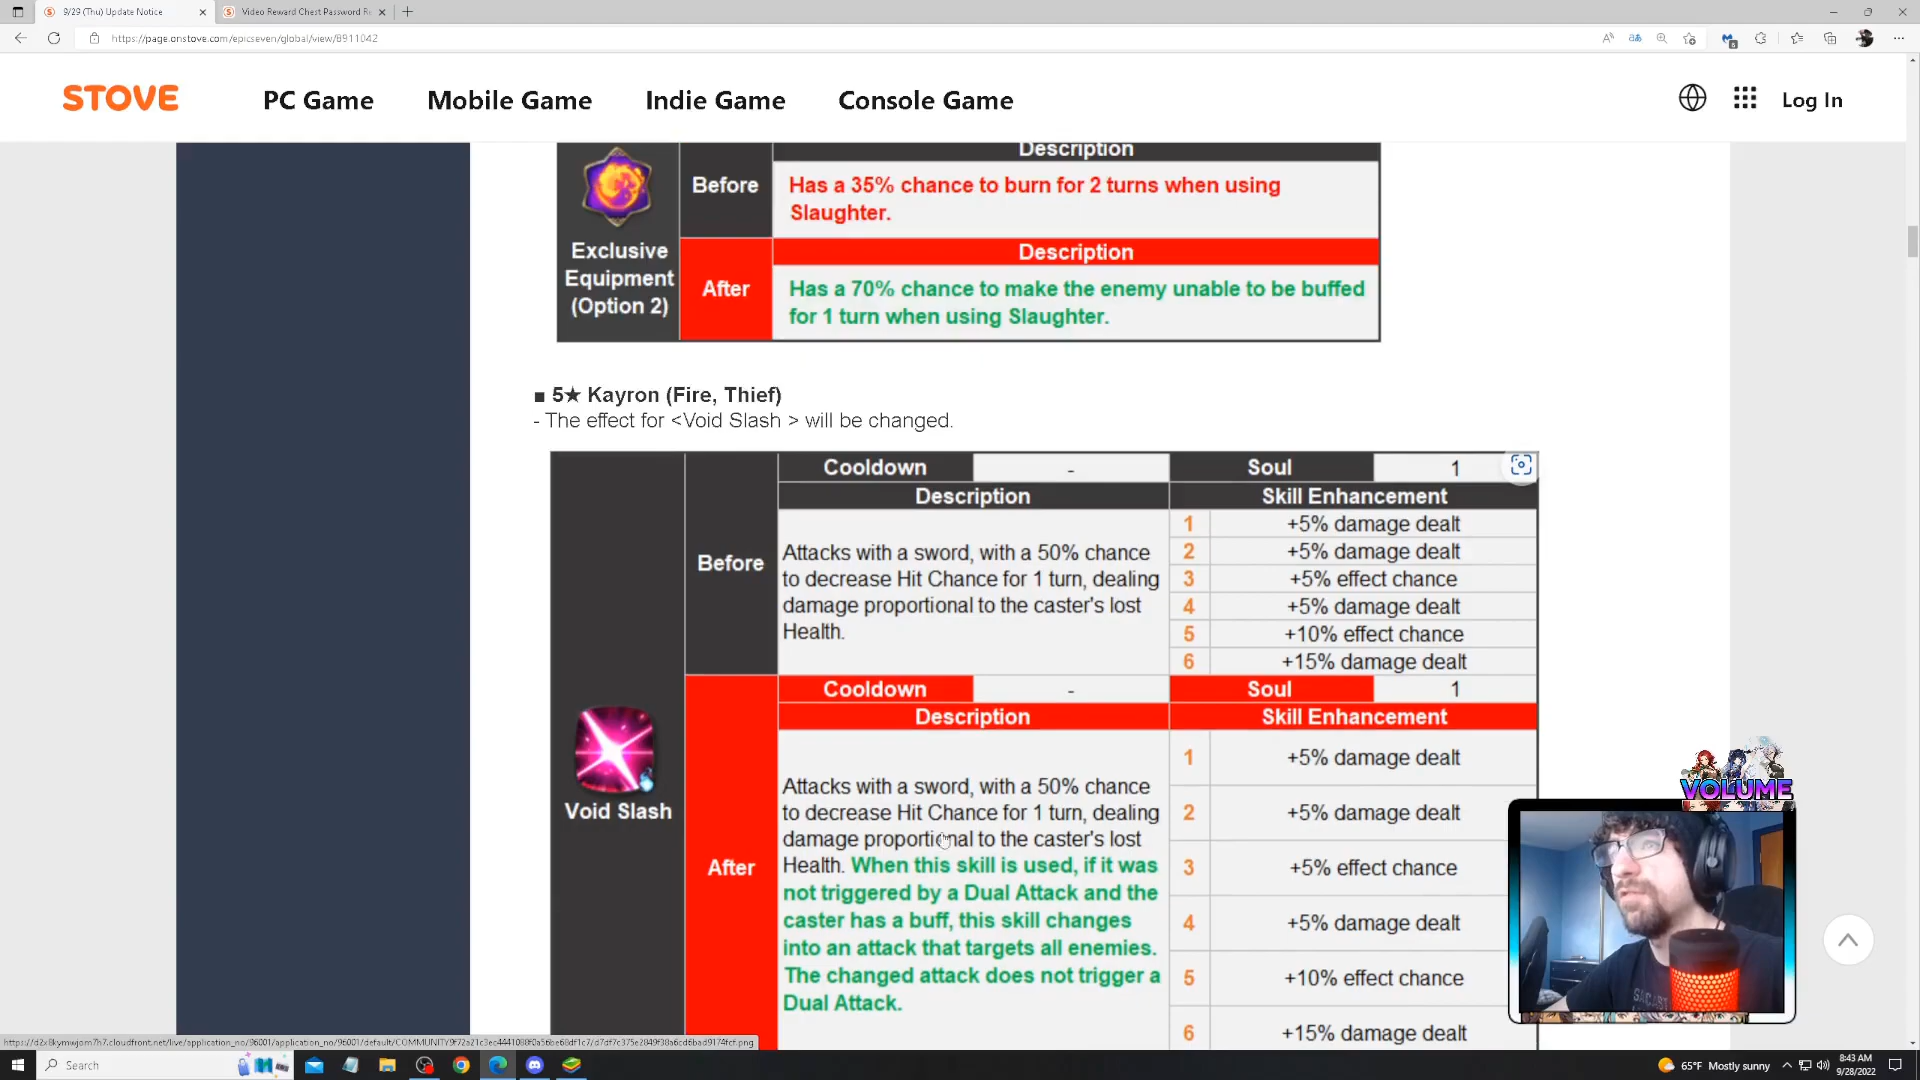 9/29 (Thu) Update Notice
Video Reward Chest Password Re
https://page.onstove.com/epicseven/global/view/8911042
STOVE
PC Game
Mobile Game
Indie Game
Console Game
Log In
Exclusive
Equipment
(Option 2)
Before
Description
Has a 35% chance to burn for 2 turns when using
Slaughter.
After
Description
Has a 70% chance to make the enemy unable to be buffed
for 1 turn when using Slaughter.
■ 5★ Kayron (Fire, Thief)
- The effect for <Void Slash > will be changed.
Void Slash
Before
Cooldown - Soul 1
Description
Skill Enhancement
Attacks with a sword, with a 50% chance
to decrease Hit Chance for 1 turn, dealing
damage proportional to the caster's lost
Health.
1 +5% damage dealt
2 +5% damage dealt
3 +5% effect chance
4 +5% damage dealt
5 +10% effect chance
6 +15% damage dealt
After
Cooldown - Soul 1
Description
Skill Enhancement
Attacks with a sword, with a 50% chance
to decrease Hit Chance for 1 turn, dealing
damage proportional to the caster's lost
Health. When this skill is used, if it was
not triggered by a Dual Attack and the
caster has a buff, this skill changes
into an attack that targets all enemies.
The changed attack does not trigger a
Dual Attack.
1 +5% damage dealt
2 +5% damage dealt
3 +5% effect chance
4 +5% damage dealt
5 +10% effect chance
6 +15% damage dealt
VOLUME
Search
65°F Mostly sunny
8:43 AM
9/28/2022